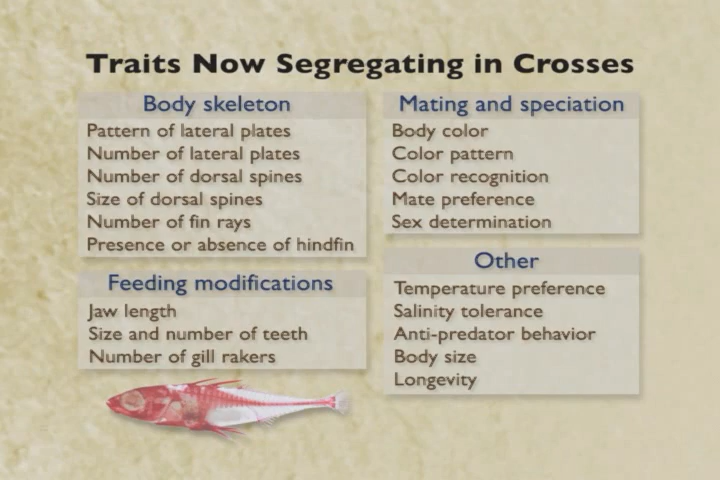 Traits Now Segregating in Crosses
Body skeleton
Pattern of lateral plates
Number of lateral plates
Number of dorsal spines
Size of dorsal spines
Number of fin rays
Presence or absence of hindfin
Feeding modifications
Jaw length
Size and number of teeth
Number of gill rakers
Mating and speciation
Body color
Color pattern
Color recognition
Mate preference
Sex determination
Other
Temperature preference
Salinity tolerance
Anti-predator behavior
Body size
Longevity